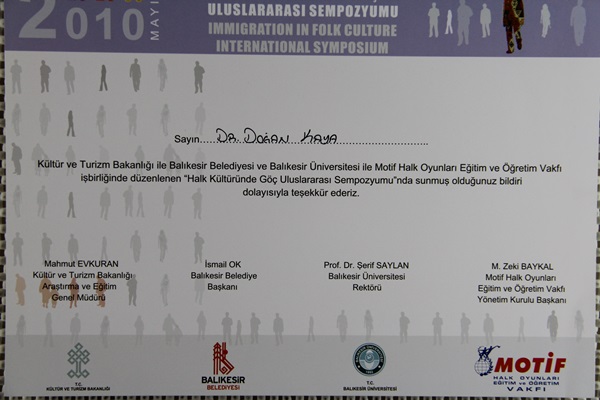 2010
MAYI
ULUSLARARASI SEMPOZYUMU
IMMIGRATION IN FOLK CULTURE
INTERNATIONAL SYMPOSIUM
Sayın.....DR. DOĞAN KAYA.....
Kültür ve Turizm Bakanlığı ile Balıkesir Belediyesi ve Balıkesir Üniversitesi ile Motif Halk Oyunları Eğitim ve Öğretim Vakfı
işbirliğinde düzenlenen "Halk Kültüründe Göç Uluslararası Sempozyumu"nda sunmuş olduğunuz bildiri
dolayısıyla teşekkür ederiz.
Mahmut EVKURAN
Kültür ve Turizm Bakanlığı
Araştırma ve Eğitim
Genel Müdürü
İsmail OK
Balıkesir Belediye
Başkanı
Prof. Dr. Şerif SAYLAN
Balıkesir Üniversitesi
Rektörü
M. Zeki BAYKAL
Motif Halk Oyunları
Eğitim ve Öğretim Vakfı
Yönetim Kurulu Başkanı
T.C.
KÜLTÜR VE TURİZM BAKANLIĞI
BALIKESİR
BELEDİYESİ
T.C.
BALIKESİR ÜNİVERSİTESİ
MOTİF
HALK OYUNLARI
EĞİTİM ve ÖĞRETİM
VAKFI